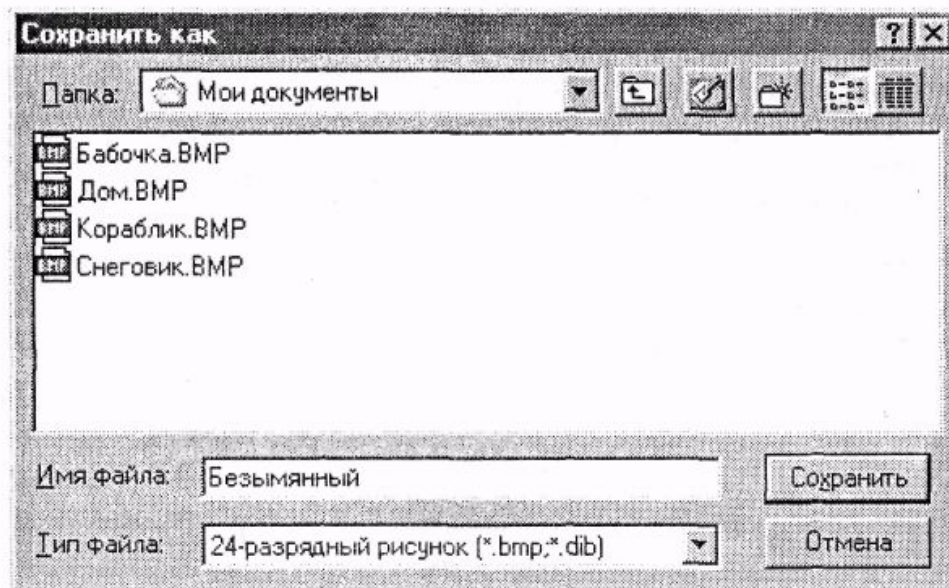 Сохранить как
Папка: Мои документы
Бабочка.BMP
Дом.BMP
Кораблик.BMP
Снеговик.BMP
Имя файла: Безымянный Сохранить
Тип файла: 24-разрядный рисунок (*.bmp;*.dib) Отмена